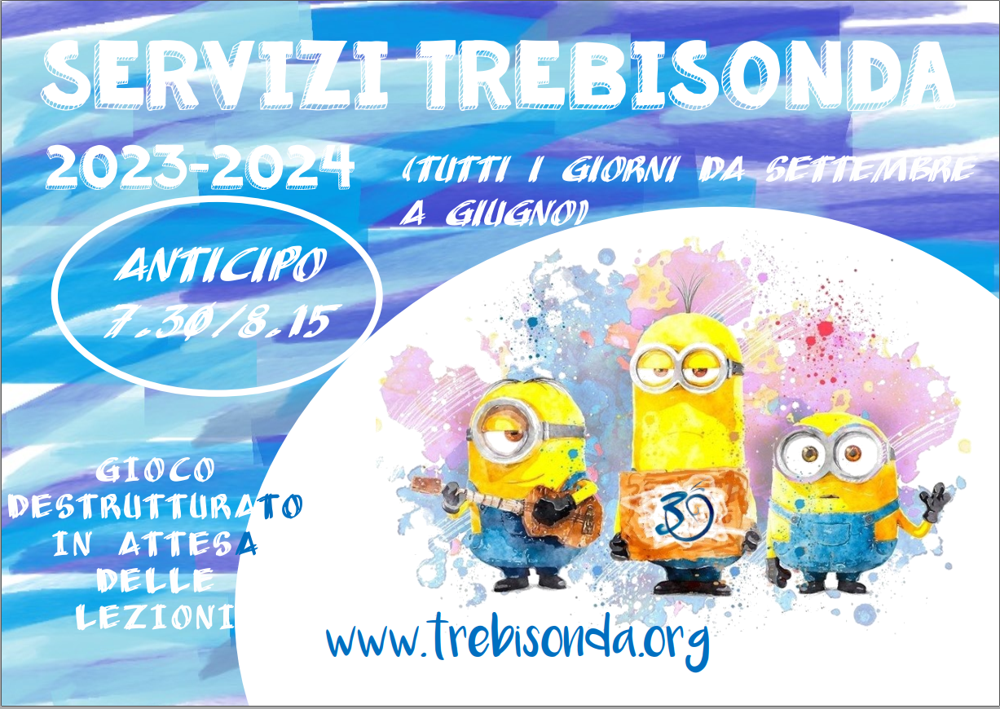 SERVIZI TREBISONDA
2023-2024
(TUTTI I GIORNI DA SETTEMBRE
A GIUGNO)
ANTICIPO
7.30/8.15
GIOCO
DESTRUTTURATO
IN ATTESA
DELLE
LEZIONI
30
www.trebisonda.org